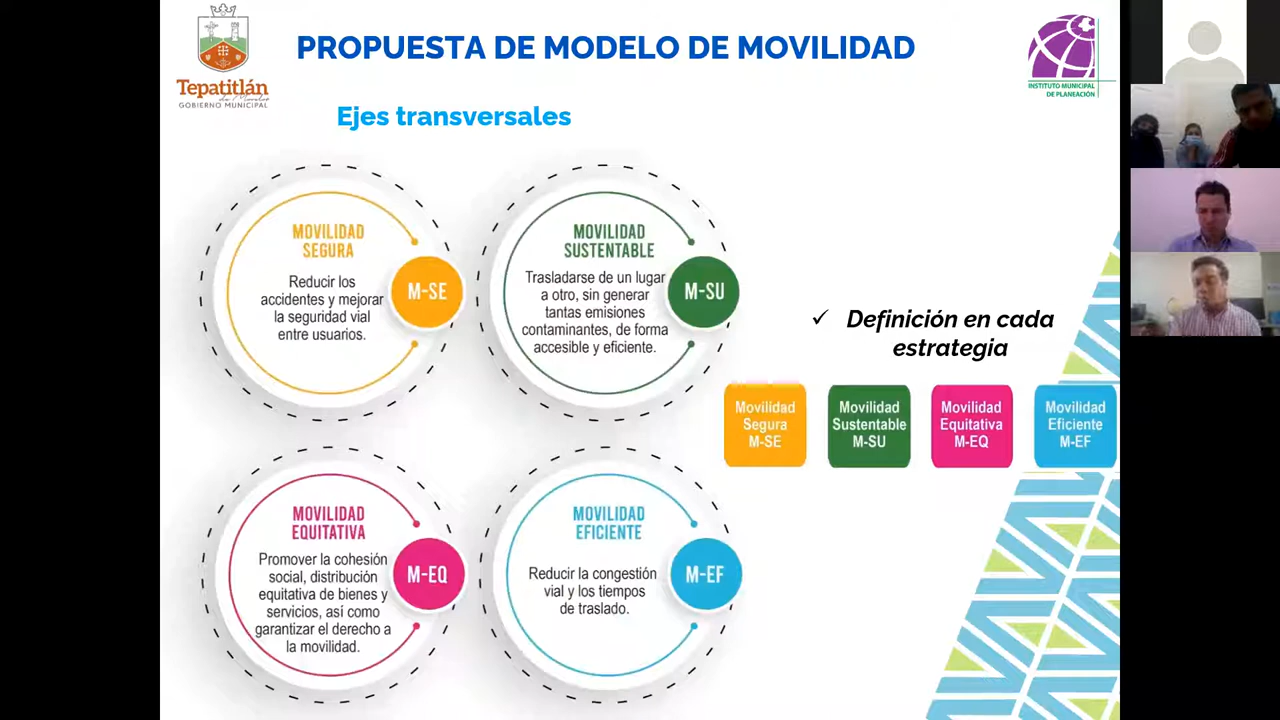 PROPUESTA DE MODELO DE MOVILIDAD
Tepatitlán
de Morelos
GOBIERNO MUNICIPAL
INSTITUTO MUNICIPAL
DE PLANEACIÓN
Ejes transversales
MOVILIDAD
SEGURA
Reducir los
accidentes y mejorar
la seguridad vial
entre usuarios.
M-SE
MOVILIDAD
SUSTENTABLE
Trasladarse de un lugar
a otro, sin generar
tantas emisiones
contaminantes, de forma
accesible y eficiente.
M-SU
✓ Definición en cada
estrategia
Movilidad
Segura
M-SE
Movilidad
Sustentable
M-SU
Movilidad
Equitativa
M-EQ
Movilidad
Eficiente
M-EF
MOVILIDAD
EQUITATIVA
Promover la cohesión
social, distribución
equitativa de bienes y
servicios, así como
garantizar el derecho a
la movilidad.
M-EQ
MOVILIDAD
EFICIENTE
Reducir la congestión
vial y los tiempos
de traslado.
M-EF